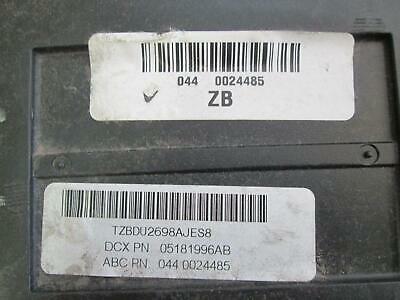 044 0024485
ZB
TZBDU2698AJES8
DCX PN 05181996AB
ABC PN 044 0024485